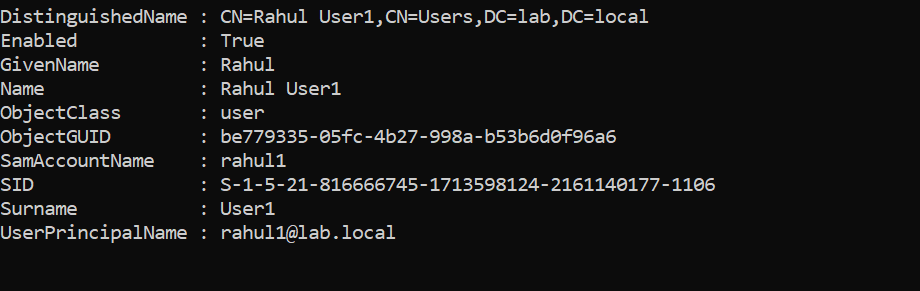 DistinguishedName : CN=Rahul User1,CN=Users,DC=lab,DC=local
Enabled           : True
GivenName         : Rahul
Name              : Rahul User1
ObjectClass       : user
ObjectGUID        : be779335-05fc-4b27-998a-b53b6d0f96a6
SamAccountName    : rahul1
SID               : S-1-5-21-816666745-1713598124-2161140177-1106
Surname           : User1
UserPrincipalName : rahul1@lab.local